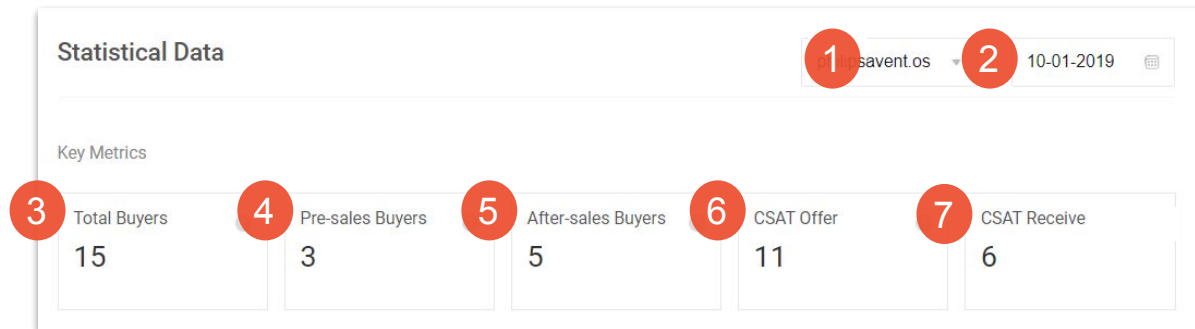 Statistical Data
1 savent.os 2 10-01-2019
Key Metrics
3 Total Buyers 4 Pre-sales Buyers 5 After-sales Buyers 6 CSAT Offer 7 CSAT Receive
15 3 5 11 6